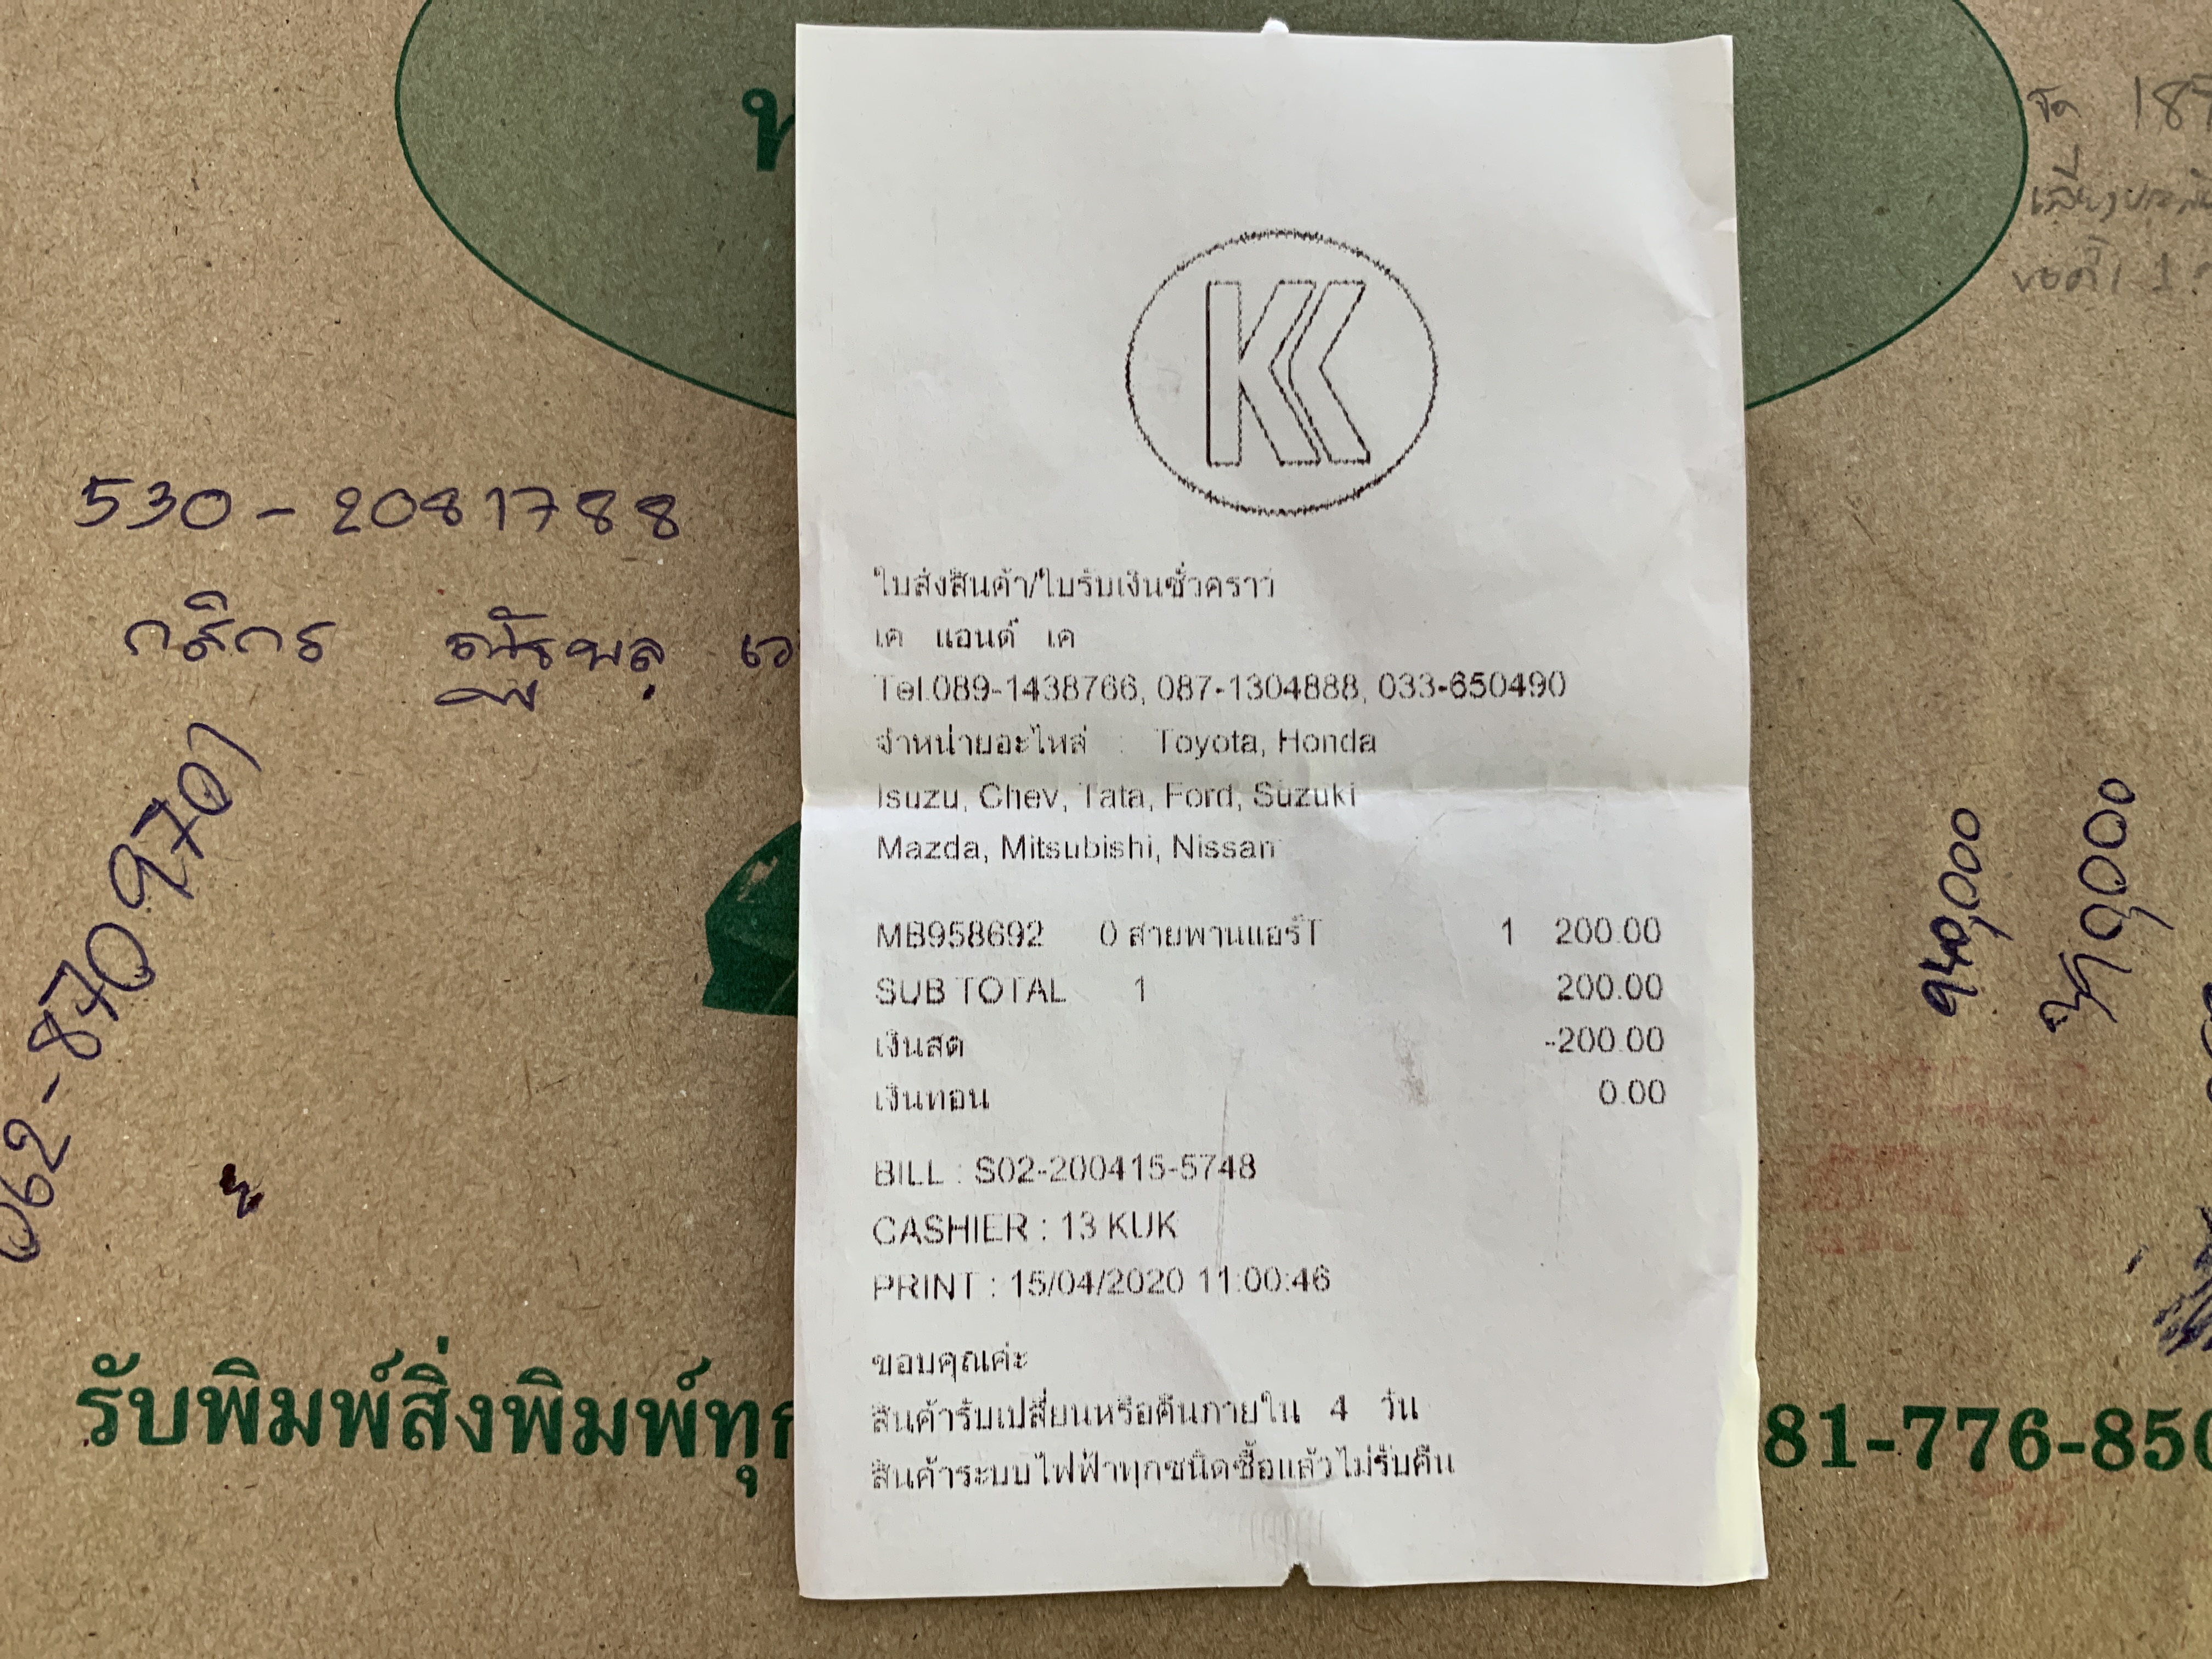 530-2081788
กสิกร ณัฐพล
062-8709701
940,000
รับพิมพ์สิ่งพิมพ์
81-776-850
KK
ใบส่งสินค้า/ใบรับเงินชั่วคราว
เค แอนด์ เค
Tel.089-1438766, 087-1304888, 033-650490
จำหน่ายอะไหล่ : Toyota, Honda
Isuzu, Chev, Tata, Ford, Suzuki
Mazda, Mitsubishi, Nissan
MB958692 0 สายพานแอร์T 1 200.00
SUB TOTAL 1 200.00
เงินสด -200.00
เงินทอน 0.00
BILL : S02-200415-5748
CASHIER : 13 KUK
PRINT : 15/04/2020 11:00:46
ขอบคุณค่ะ
สินค้ารับเปลี่ยนหรือคืนภายใน 4 วัน
สินค้าระบบไฟฟ้าทุกชนิดซื้อแล้วไม่รับคืน